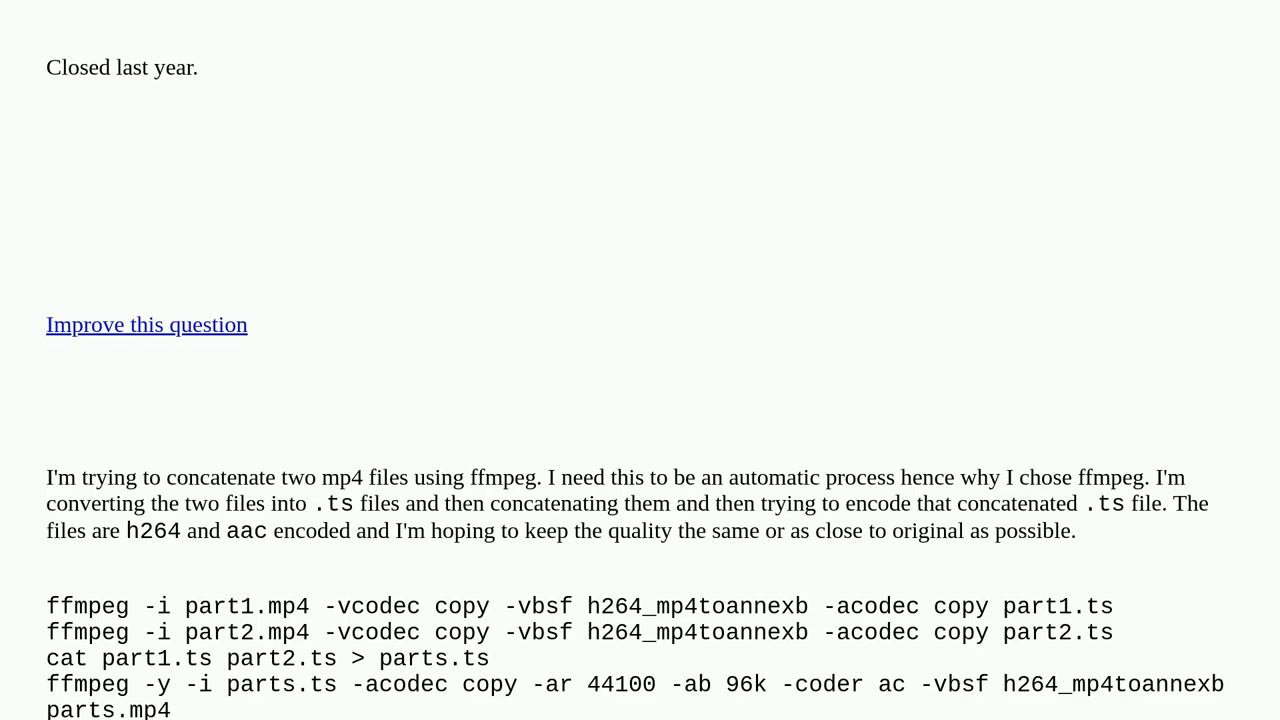 Closed last year.
Improve this question
I'm trying to concatenate two mp4 files using ffmpeg. I need this to be an automatic process hence why I chose ffmpeg. I'm
converting the two files into .ts files and then concatenating them and then trying to encode that concatenated .ts file. The
files are h264 and aac encoded and I'm hoping to keep the quality the same or as close to original as possible.
ffmpeg -i part1.mp4 -vcodec copy -vbsf h264_mp4toannexb -acodec copy part1.ts
ffmpeg -i part2.mp4 -vcodec copy -vbsf h264_mp4toannexb -acodec copy part2.ts
cat part1.ts part2.ts > parts.ts
ffmpeg -y -i parts.ts -acodec copy -ar 44100 -ab 96k -coder ac -vbsf h264_mp4toannexb
parts.mp4